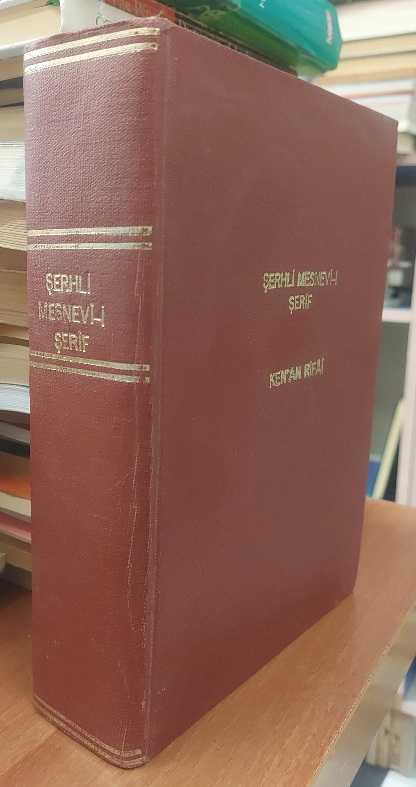 ŞERHLİ
MESNEVİ-İ
ŞERİF
ŞERHLİ MESNEVİ-İ
ŞERİF
KEN'AN RİFAİ